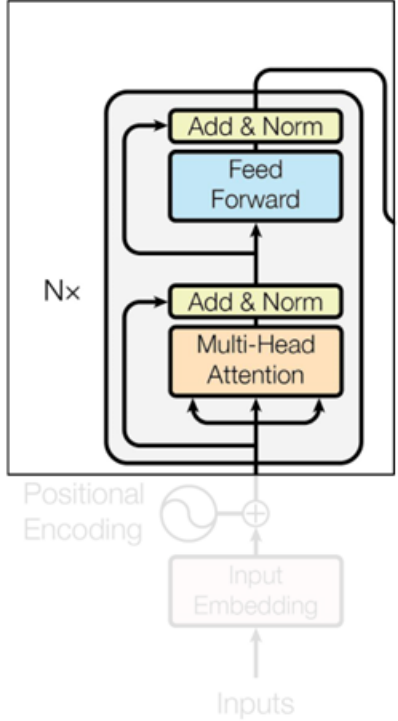 Add & Norm
Feed
Forward
Nx
Add & Norm
Multi-Head
Attention
Positional
Encoding
Input
Embedding
Inputs